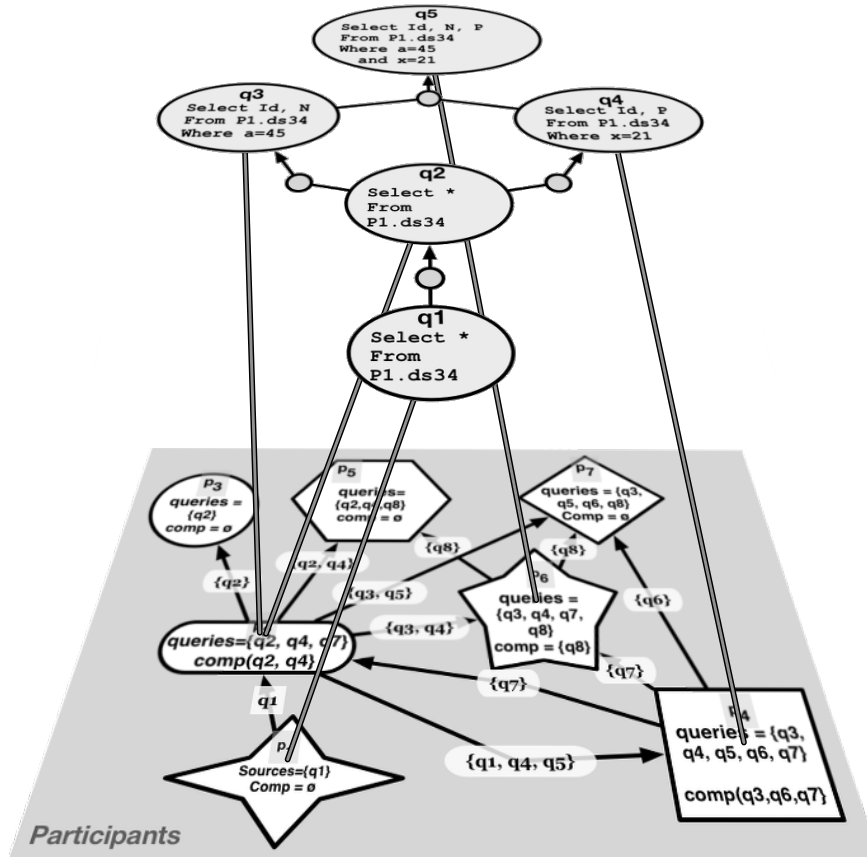 q5
Select Id, N, P
From P1.ds34
Where a=45
and x=21
q3
Select Id, N
From P1.ds34
Where a=45
q4
Select Id, P
From P1.ds34
Where x=21
q2
Select *
From
P1.ds34
q1
Select *
From
P1.ds34
p3
queries =
{q2}
comp = ø
p5
queries=
{q2,q4,q8}
comp = ø
p7
queries = {q3,
q5, q6, q8}
Comp = ø
{q8}
{q8}
{q2, q4}
{q2}
{q3, q5}
p6
queries =
{q3, q4, q7,
q8}
comp = {q8}
{q6}
{q3, q4}
queries={q2, q4, q7}
comp(q2, q4}
{q7}
{q7}
q1
p4
queries = {q3,
q4, q5, q6, q7}
comp(q3,q6,q7}
{q1, q4, q5}
Sources={q1}
Comp = ø
Participants